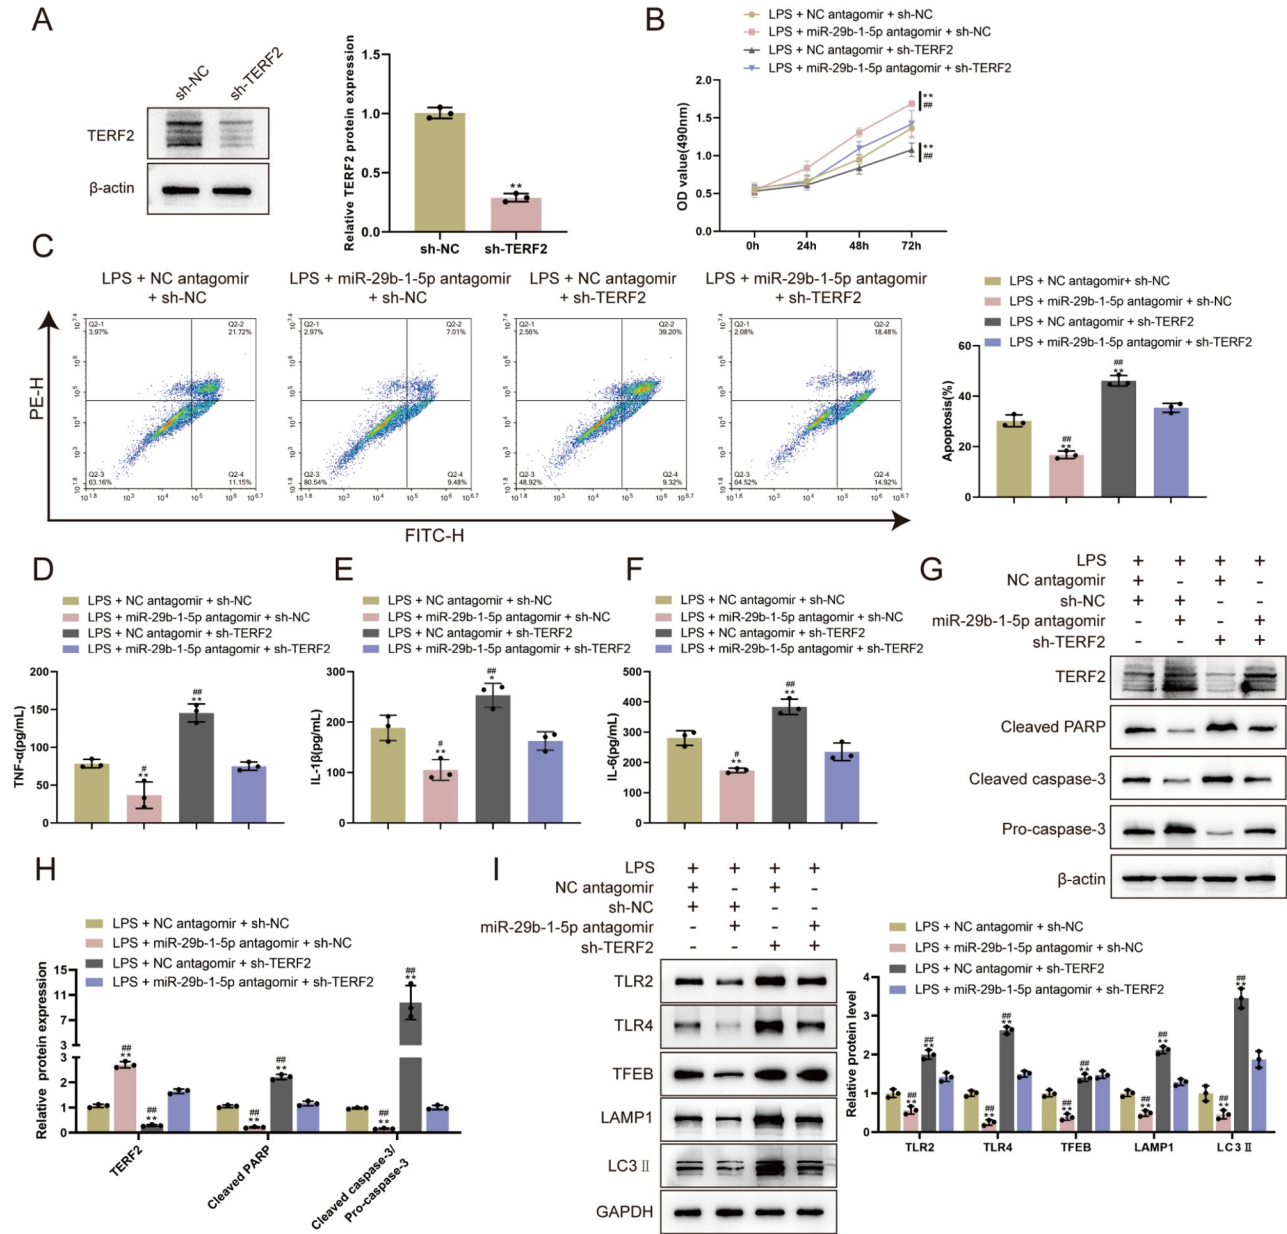 A
sh-NC
sh-TERF2
TERF2
β-actin
Relative TERF2 protein expression
1.5
1.0
0.5
0.0
**
sh-NC
sh-TERF2
B
LPS + NC antagomir + sh-NC
LPS + miR-29b-1-5p antagomir + sh-NC
LPS + NC antagomir + sh-TERF2
LPS + miR-29b-1-5p antagomir + sh-TERF2
OD value(490nm)
2.0
1.5
1.0
0.5
0.0
**
##
**
##
0h
24h
48h
72h
C
LPS + NC antagomir
+ sh-NC
LPS + miR-29b-1-5p antagomir
+ sh-NC
LPS + NC antagomir
+ sh-TERF2
LPS + miR-29b-1-5p antagomir
+ sh-TERF2
PE-H
Q2-1
3.97%
Q2-2
21.72%
Q2-3
63.16%
Q2-4
11.15%
Q2-1
2.97%
Q2-2
7.01%
Q2-3
80.54%
Q2-4
9.48%
Q2-1
2.56%
Q2-2
39.20%
Q2-3
48.92%
Q2-4
9.32%
Q2-1
2.08%
Q2-2
18.48%
Q2-3
64.52%
Q2-4
14.92%
FITC-H
LPS + NC antagomir+ sh-NC
LPS + miR-29b-1-5p antagomir + sh-NC
LPS + NC antagomir + sh-TERF2
LPS + miR-29b-1-5p antagomir + sh-TERF2
Apoptosis(%)
60
40
20
0
##
**
##
**
D
LPS + NC antagomir + sh-NC
LPS + miR-29b-1-5p antagomir + sh-NC
LPS + NC antagomir + sh-TERF2
LPS + miR-29b-1-5p antagomir + sh-TERF2
TNF-α(pg/mL)
200
150
100
50
0
#
**
##
**
E
LPS + NC antagomir + sh-NC
LPS + miR-29b-1-5p antagomir + sh-NC
LPS + NC antagomir + sh-TERF2
LPS + miR-29b-1-5p antagomir + sh-TERF2
IL-1β(pg/mL)
300
200
100
0
#
**
##
*
F
LPS + NC antagomir + sh-NC
LPS + miR-29b-1-5p antagomir + sh-NC
LPS + NC antagomir + sh-TERF2
LPS + miR-29b-1-5p antagomir + sh-TERF2
IL-6(pg/mL)
500
400
300
200
100
0
#
**
##
**
G
LPS + + + +
NC antagomir + - + -
sh-NC + + - -
miR-29b-1-5p antagomir - + - +
sh-TERF2 - - + +
TERF2
Cleaved PARP
Cleaved caspase-3
Pro-caspase-3
β-actin
H
LPS + NC antagomir + sh-NC
LPS + miR-29b-1-5p antagomir + sh-NC
LPS + NC antagomir + sh-TERF2
LPS + miR-29b-1-5p antagomir + sh-TERF2
Relative protein expression
15
11
7
3
3
2
1
0
##
**
##
**
##
**
##
**
##
**
##
**
TERF2
Cleaved PARP
Cleaved caspase-3/
Pro-caspase-3
I
LPS + + + +
NC antagomir + - + -
sh-NC + + - -
miR-29b-1-5p antagomir - + - +
sh-TERF2 - - + +
TLR2
TLR4
TFEB
LAMP1
LC3 Ⅱ
GAPDH
LPS + NC antagomir + sh-NC
LPS + miR-29b-1-5p antagomir + sh-NC
LPS + NC antagomir + sh-TERF2
LPS + miR-29b-1-5p antagomir + sh-TERF2
Relative protein level
4
3
2
1
0
##
**
##
**
##
**
##
**
##
**
##
**
##
**
##
**
##
**
##
**
TLR2
TLR4
TFEB
LAMP1
LC3 Ⅱ